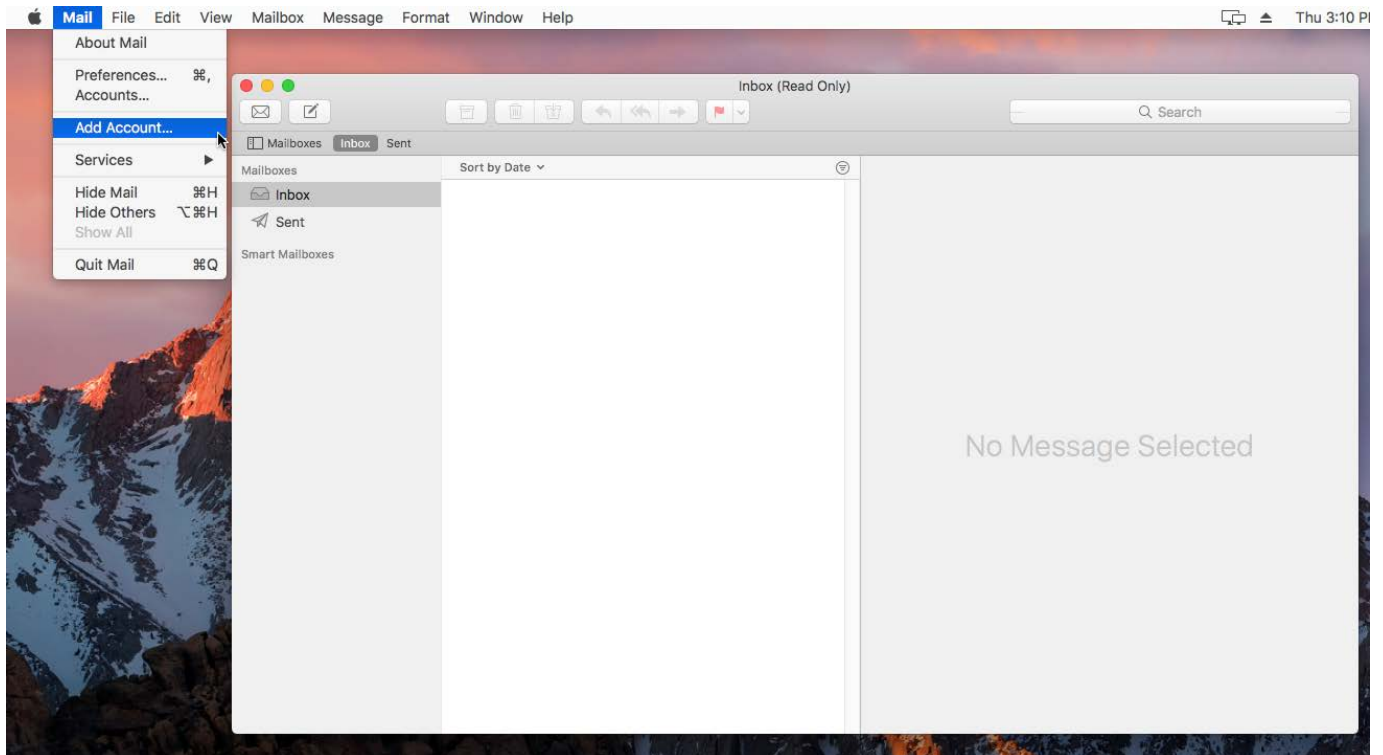 Mail File Edit View Mailbox Message Format Window Help Thu 3:10 P
About Mail
Preferences... ⌘,
Accounts...
Add Account...
Services ▶
Hide Mail ⌘H
Hide Others ⌥⌘H
Show All
Quit Mail ⌘Q
Inbox (Read Only)
Search
Mailboxes Inbox Sent
Mailboxes
Inbox
Sent
Smart Mailboxes
Sort by Date
No Message Selected